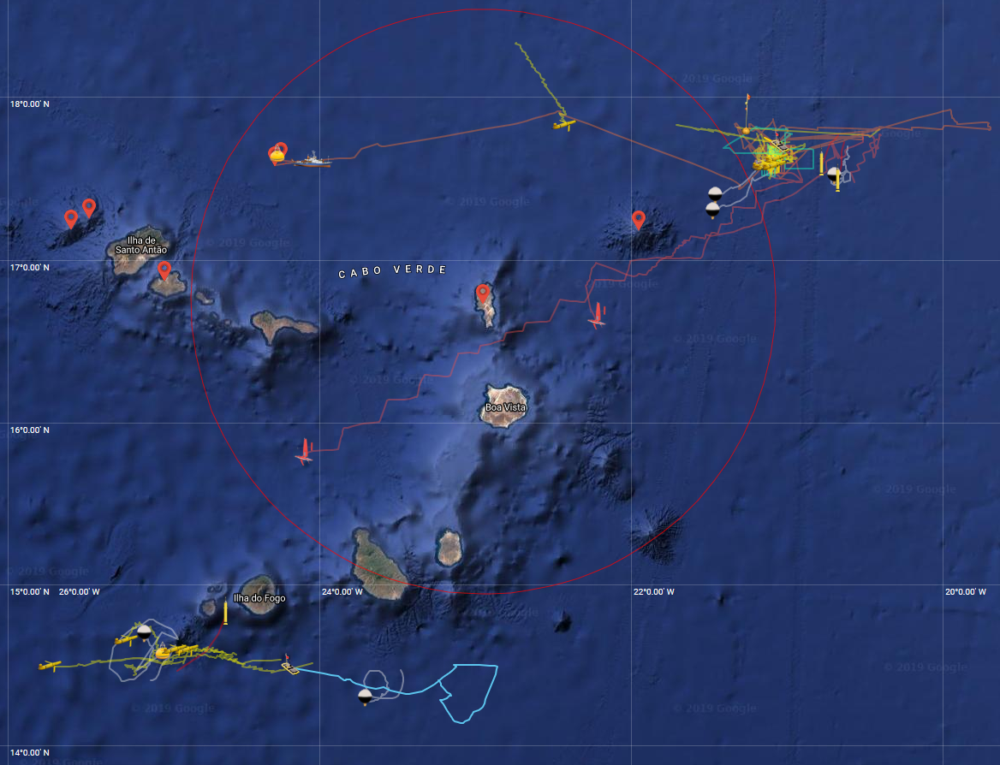 © 2019 Google
18°0.00' N
© 2019 Google
© 2019 Google
Ilha de
Santo Antão
© 2019 Google
17°0.00' N
CABO VERDE
© 2019 Google
© 2019 Google
© 2019 Google
Boa Vista
16°0.00' N
© 2019 Google
© 2019 Google
15°0.00' N 26°0.00' W
24°0.00' W
22°0.00' W
20°0.00' W
Ilha do Fogo
© 2019 Google
© 2019 Google
© 2019 Google
© 2019 Google
14°0.00' N